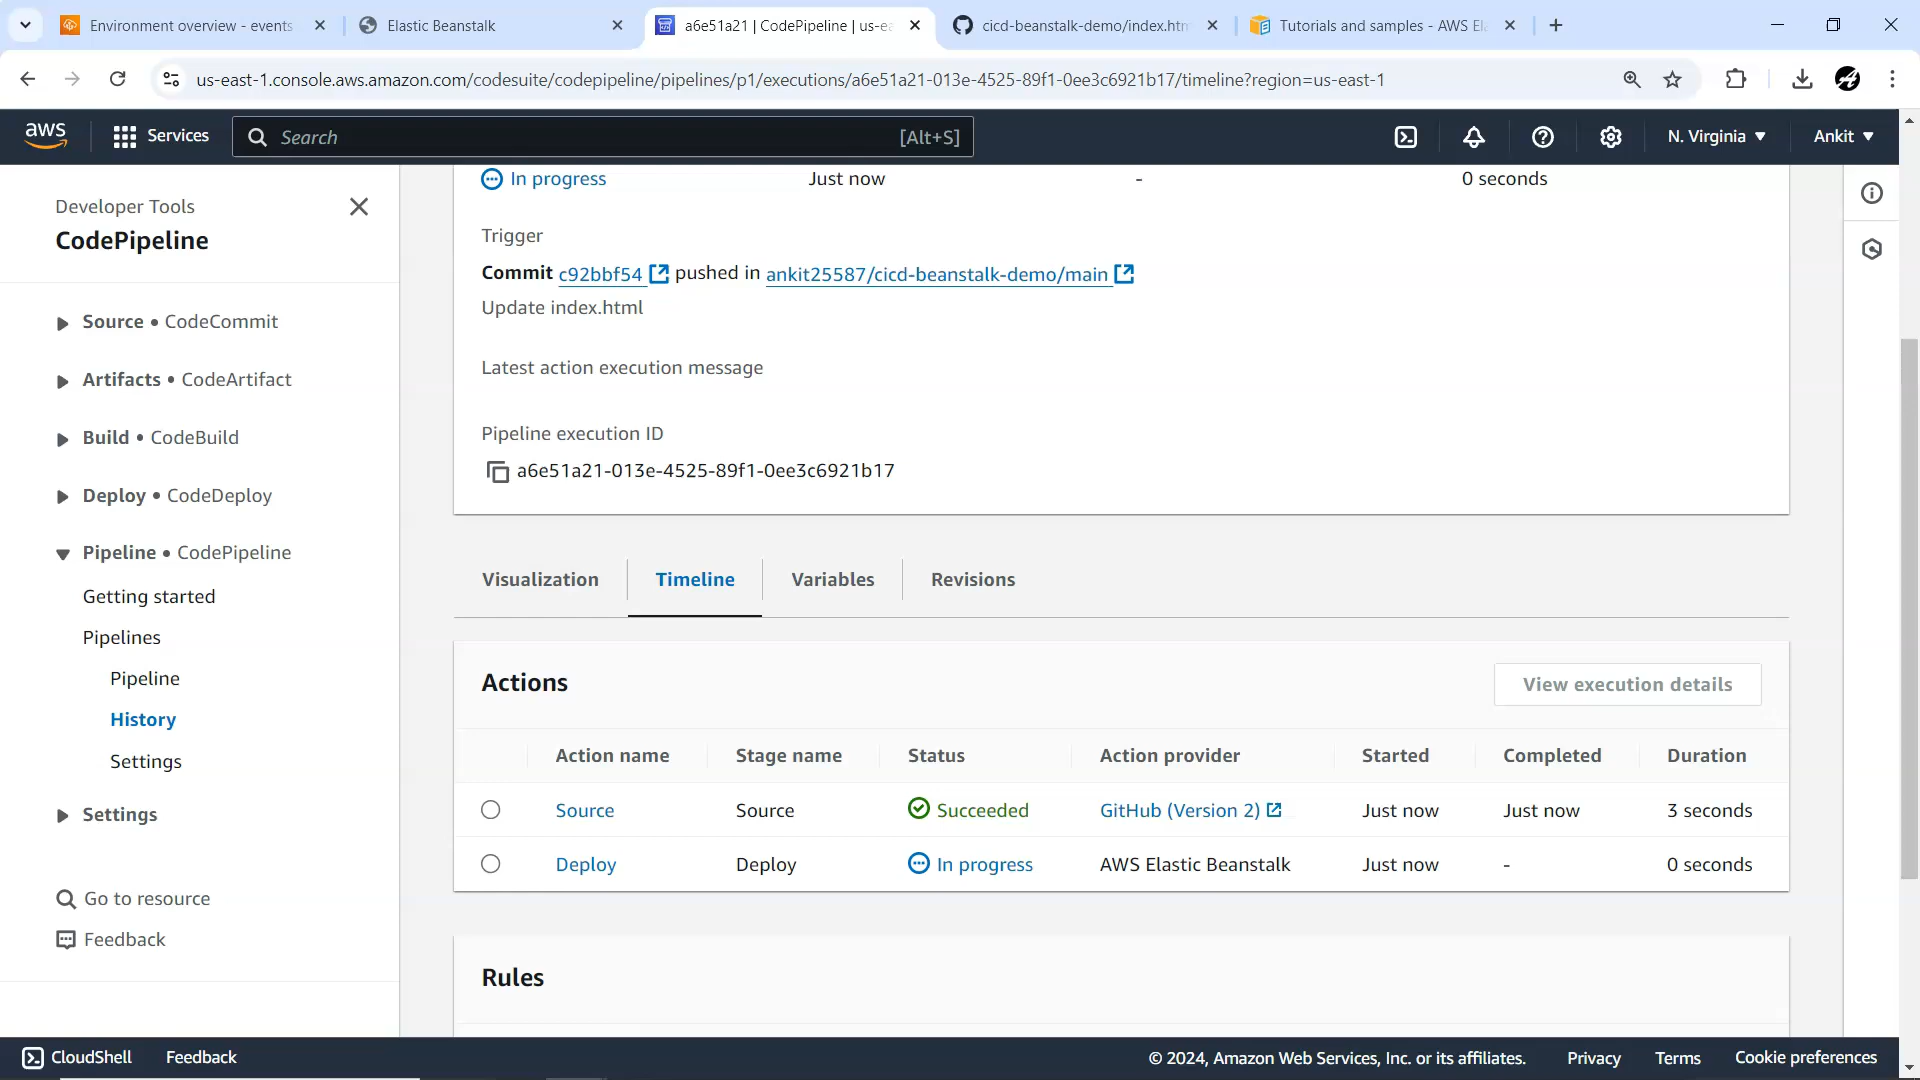 Environment overview - events
Elastic Beanstalk
a6e51a21 | CodePipeline | us-ea
cicd-beanstalk-demo/index.htm
Tutorials and samples - AWS El
us-east-1.console.aws.amazon.com/codesuite/codepipeline/pipelines/p1/executions/a6e51a21-013e-4525-89f1-0ee3c6921b17/timeline?region=us-east-1
aws
Services
Search
[Alt+S]
N. Virginia
Ankit
Developer Tools
CodePipeline
Source • CodeCommit
Artifacts • CodeArtifact
Build • CodeBuild
Deploy • CodeDeploy
Pipeline • CodePipeline
Getting started
Pipelines
Pipeline
History
Settings
Settings
Go to resource
Feedback
In progress Just now - 0 seconds
Trigger
Commit c92bbf54 pushed in ankit25587/cicd-beanstalk-demo/main
Update index.html
Latest action execution message
Pipeline execution ID
a6e51a21-013e-4525-89f1-0ee3c6921b17
Visualization Timeline Variables Revisions
Actions
View execution details
Action name Stage name Status Action provider Started Completed Duration
Source Source Succeeded GitHub (Version 2) Just now Just now 3 seconds
Deploy Deploy In progress AWS Elastic Beanstalk Just now - 0 seconds
Rules
CloudShell Feedback © 2024, Amazon Web Services, Inc. or its affiliates. Privacy Terms Cookie preferences